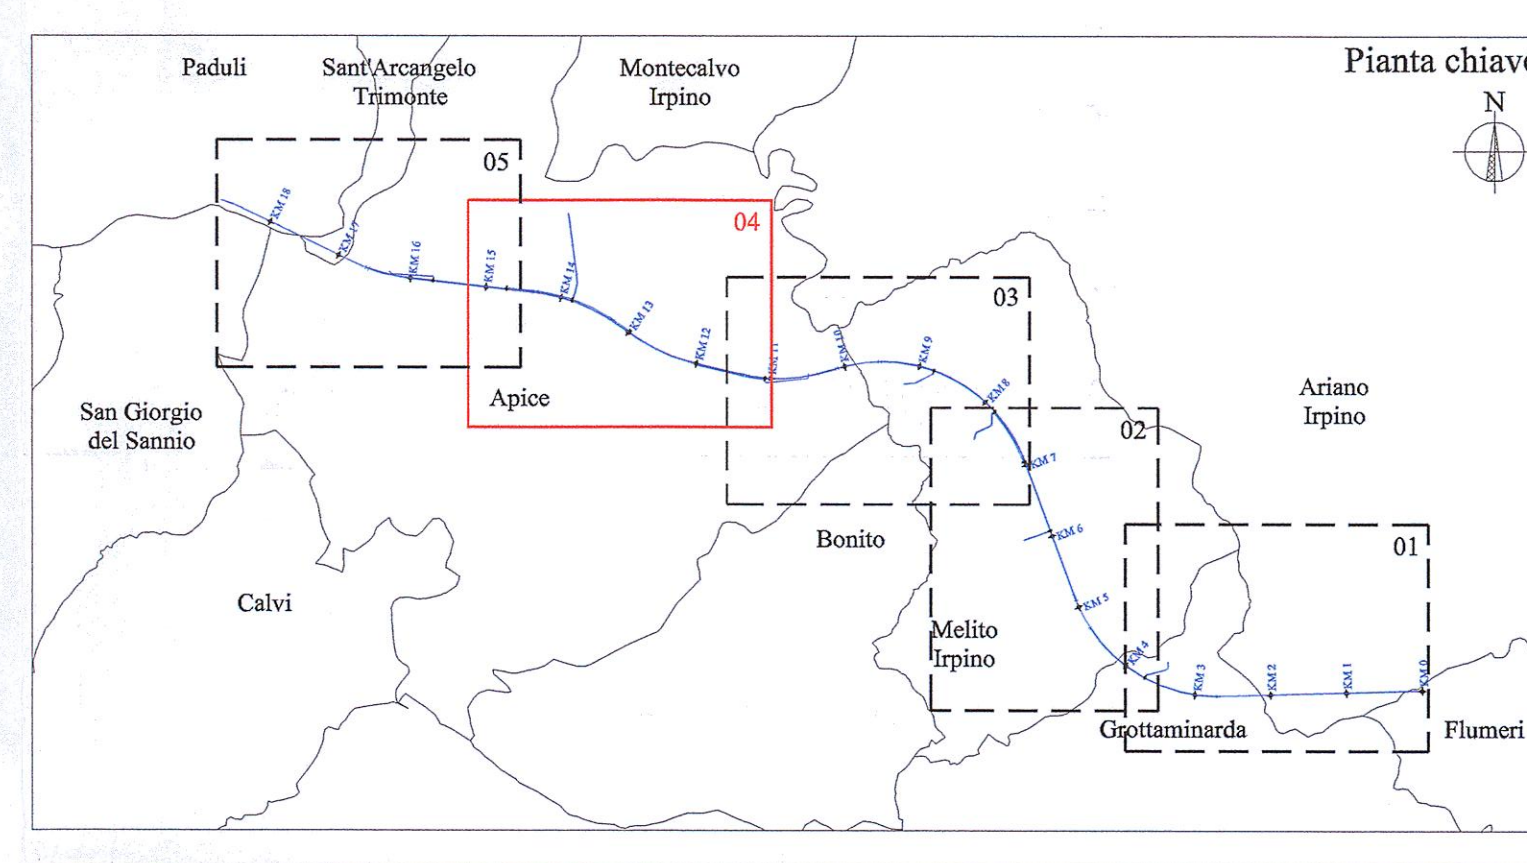 Pianta chiave
N
Paduli
Sant'Arcangelo
Trimonte
Montecalvo
Irpino
05
04
03
02
01
KM 18
KM 17
KM 16
KM 15
KM 14
KM 13
KM 12
KM 11
KM 10
KM 9
KM 8
KM 7
KM 6
KM 5
KM 4
KM 3
KM 2
KM 1
KM 0
San Giorgio
del Sannio
Apice
Ariano
Irpino
Bonito
Calvi
Melito
Irpino
Grottaminarda
Flumeri